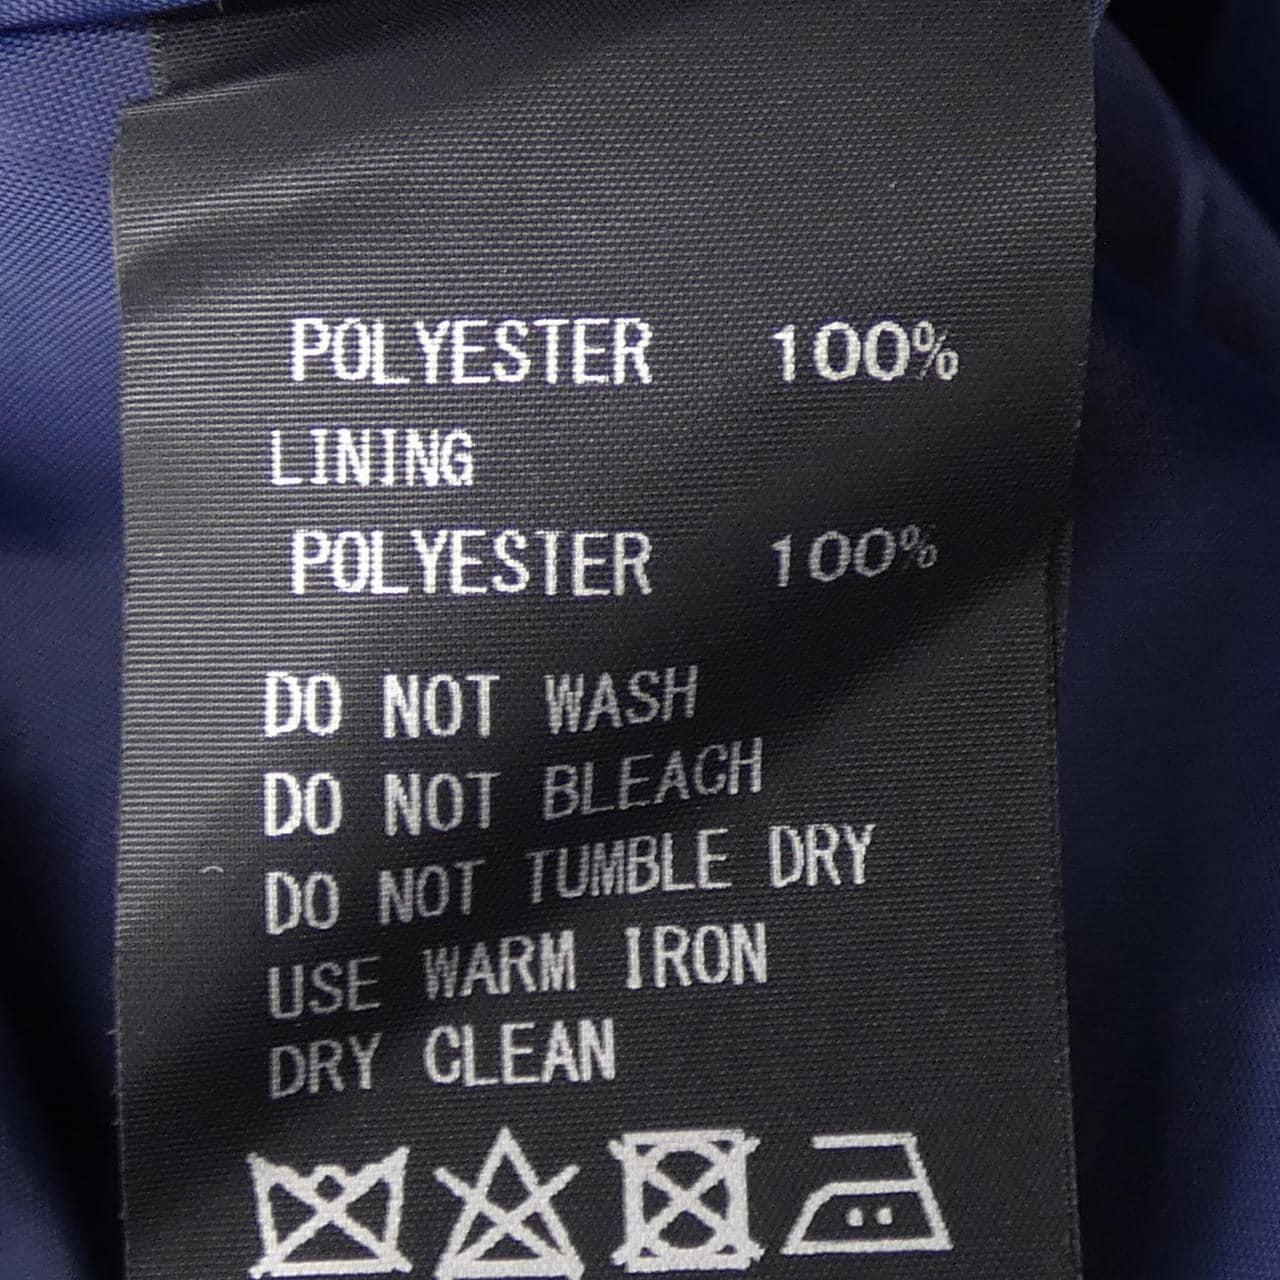 POLYESTER 100%
LINING
POLYESTER 100%
DO NOT WASH
DO NOT BLEACH
DO NOT TUMBLE DRY
USE WARM IRON
DRY CLEAN